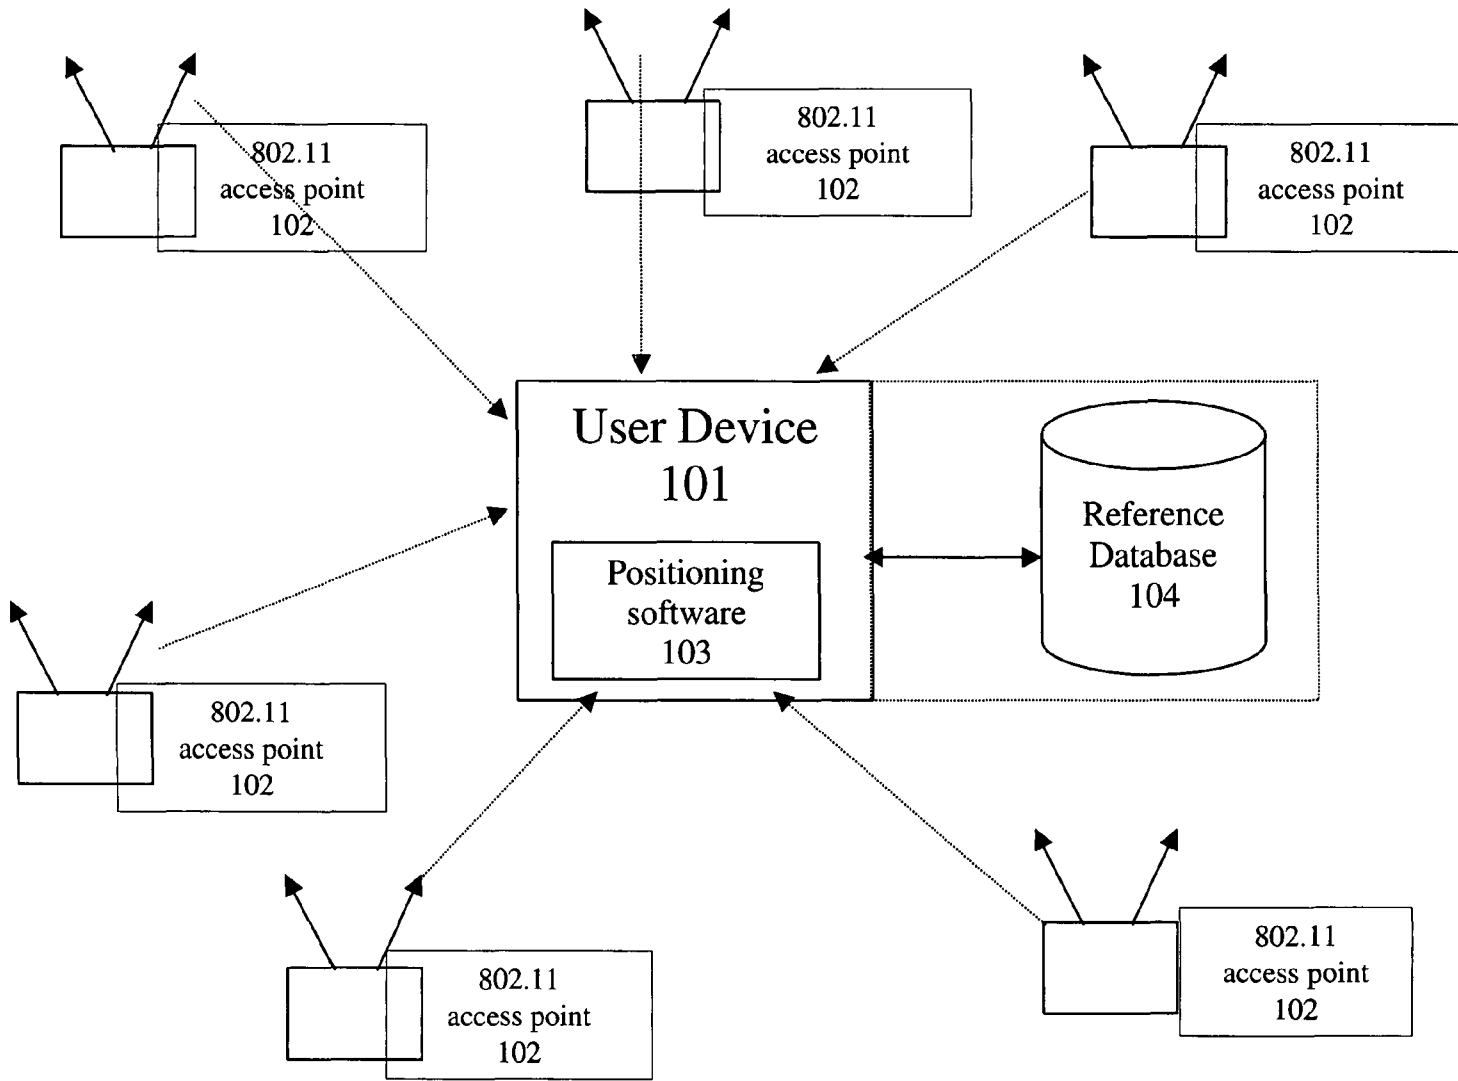 802.11
access point
102
802.11
access point
102
802.11
access point
102
User Device
101
Positioning
software
103
Reference
Database
104
802.11
access point
102
802.11
access point
102
802.11
access point
102